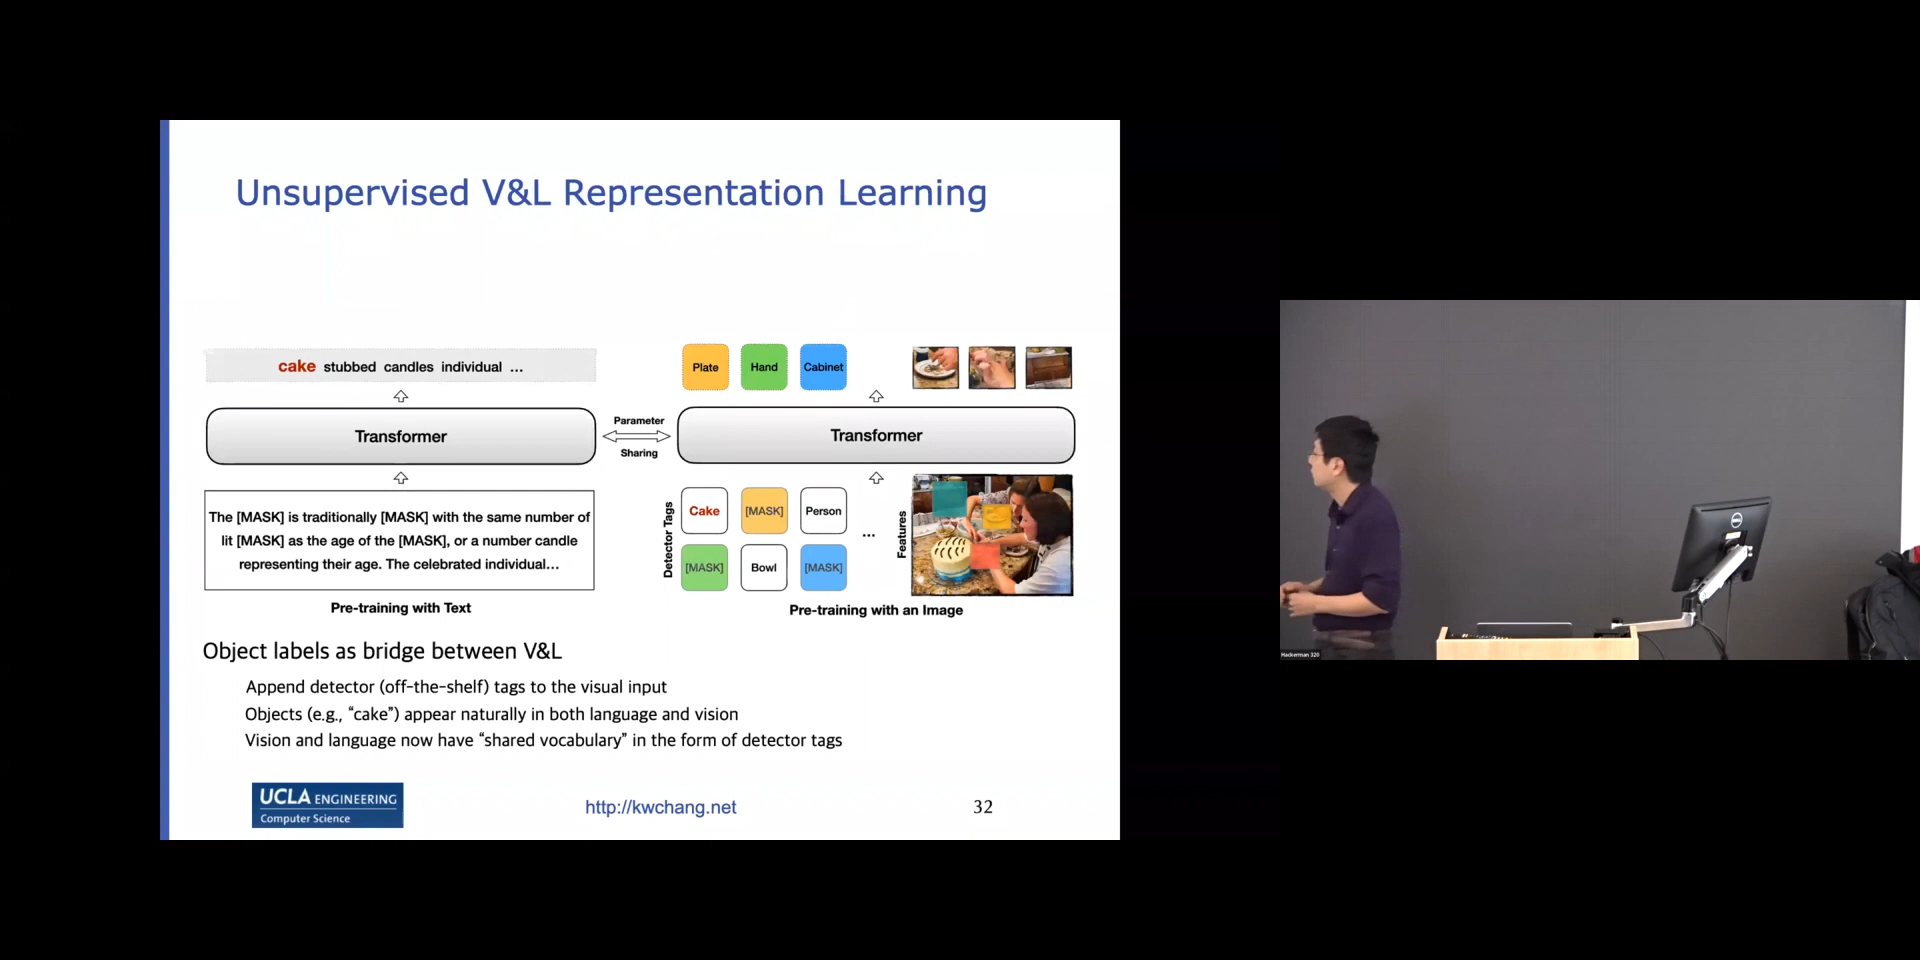 Unsupervised V&L Representation Learning
cake stubbed candles individual ...
Transformer
The [MASK] is traditionally [MASK] with the same number of
lit [MASK] as the age of the [MASK], or a number candle
representing their age. The celebrated individual...
Pre-training with Text
Parameter
Sharing
Plate Hand Cabinet
Transformer
Detector Tags
Cake [MASK] Person
[MASK] Bowl [MASK]
...
Features
Pre-training with an Image
Object labels as bridge between V&L
Append detector (off-the-shelf) tags to the visual input
Objects (e.g., “cake”) appear naturally in both language and vision
Vision and language now have “shared vocabulary” in the form of detector tags
UCLA ENGINEERING
Computer Science
http://kwchang.net
32
DELL
Hackerman 320